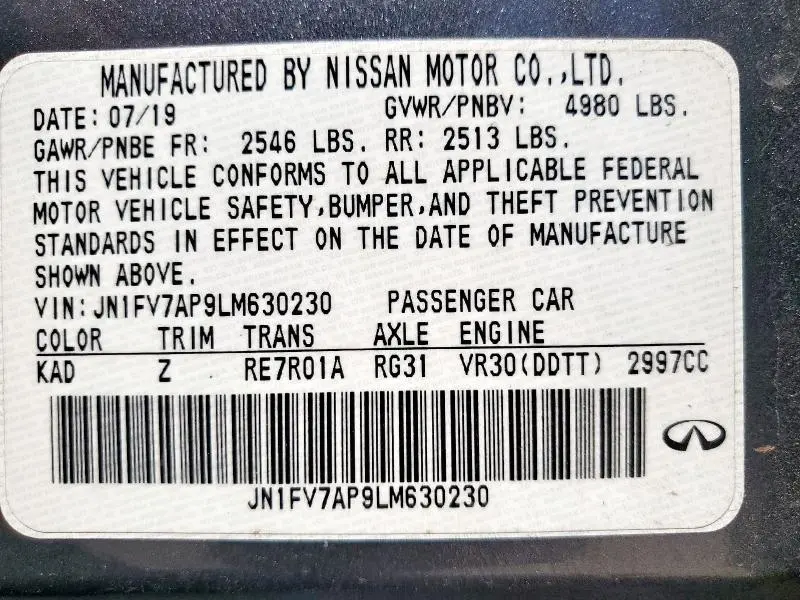 MANUFACTURED BY NISSAN MOTOR CO.,LTD.
DATE: 07/19 GVWR/PNBV: 4980 LBS.
GAWR/PNBE FR: 2546 LBS. RR: 2513 LBS.
THIS VEHICLE CONFORMS TO ALL APPLICABLE FEDERAL
MOTOR VEHICLE SAFETY,BUMPER,AND THEFT PREVENTION
STANDARDS IN EFFECT ON THE DATE OF MANUFACTURE
SHOWN ABOVE.
VIN:JN1FV7AP9LM630230 PASSENGER CAR
COLOR TRIM TRANS AXLE ENGINE
KAD Z RE7R01A RG31 VR30(DDTT) 2997CC
JN1FV7AP9LM630230